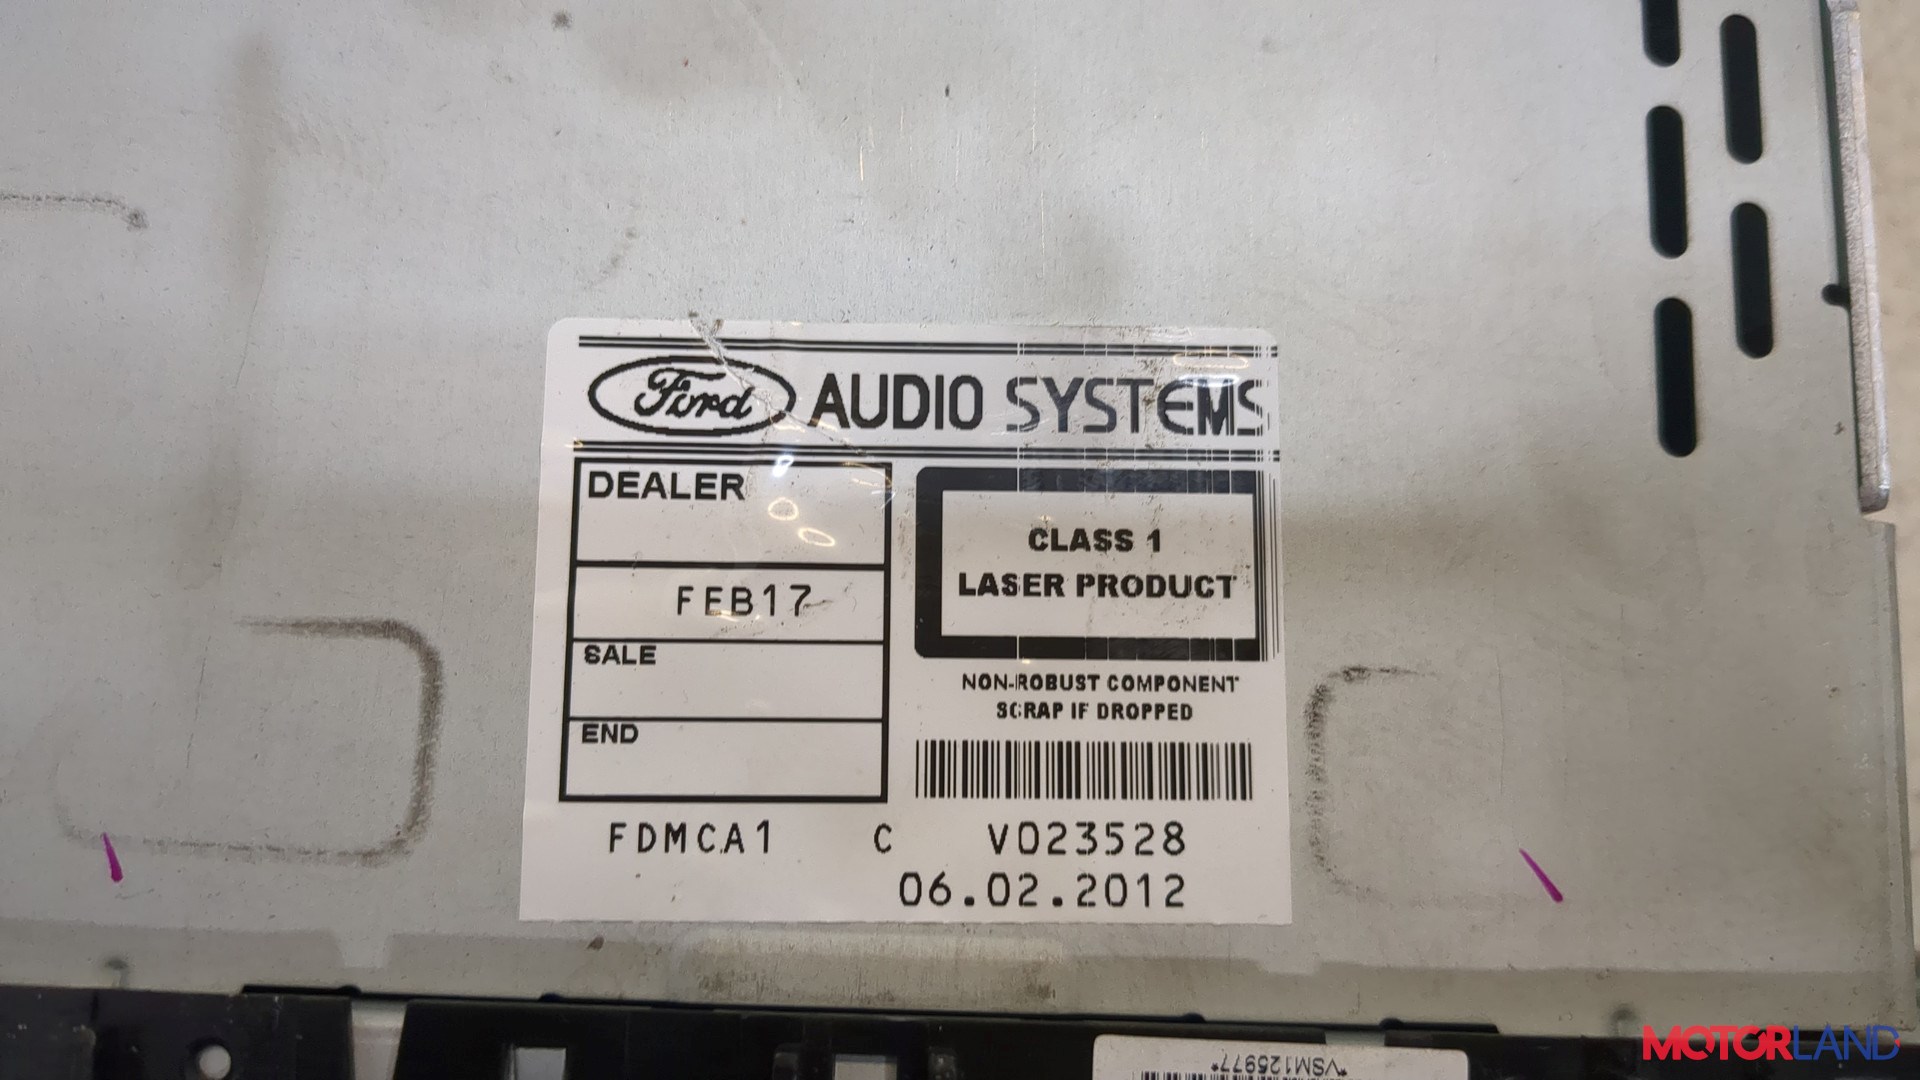 Ford AUDIO SYSTEMS
DEALER
FEB17
SALE
END
CLASS 1
LASER PRODUCT
NON-ROBUST COMPONENT
SCRAP IF DROPPED
FDMCA1 C V023528
06.02.2012
*VSM125977*
MOTORLAND